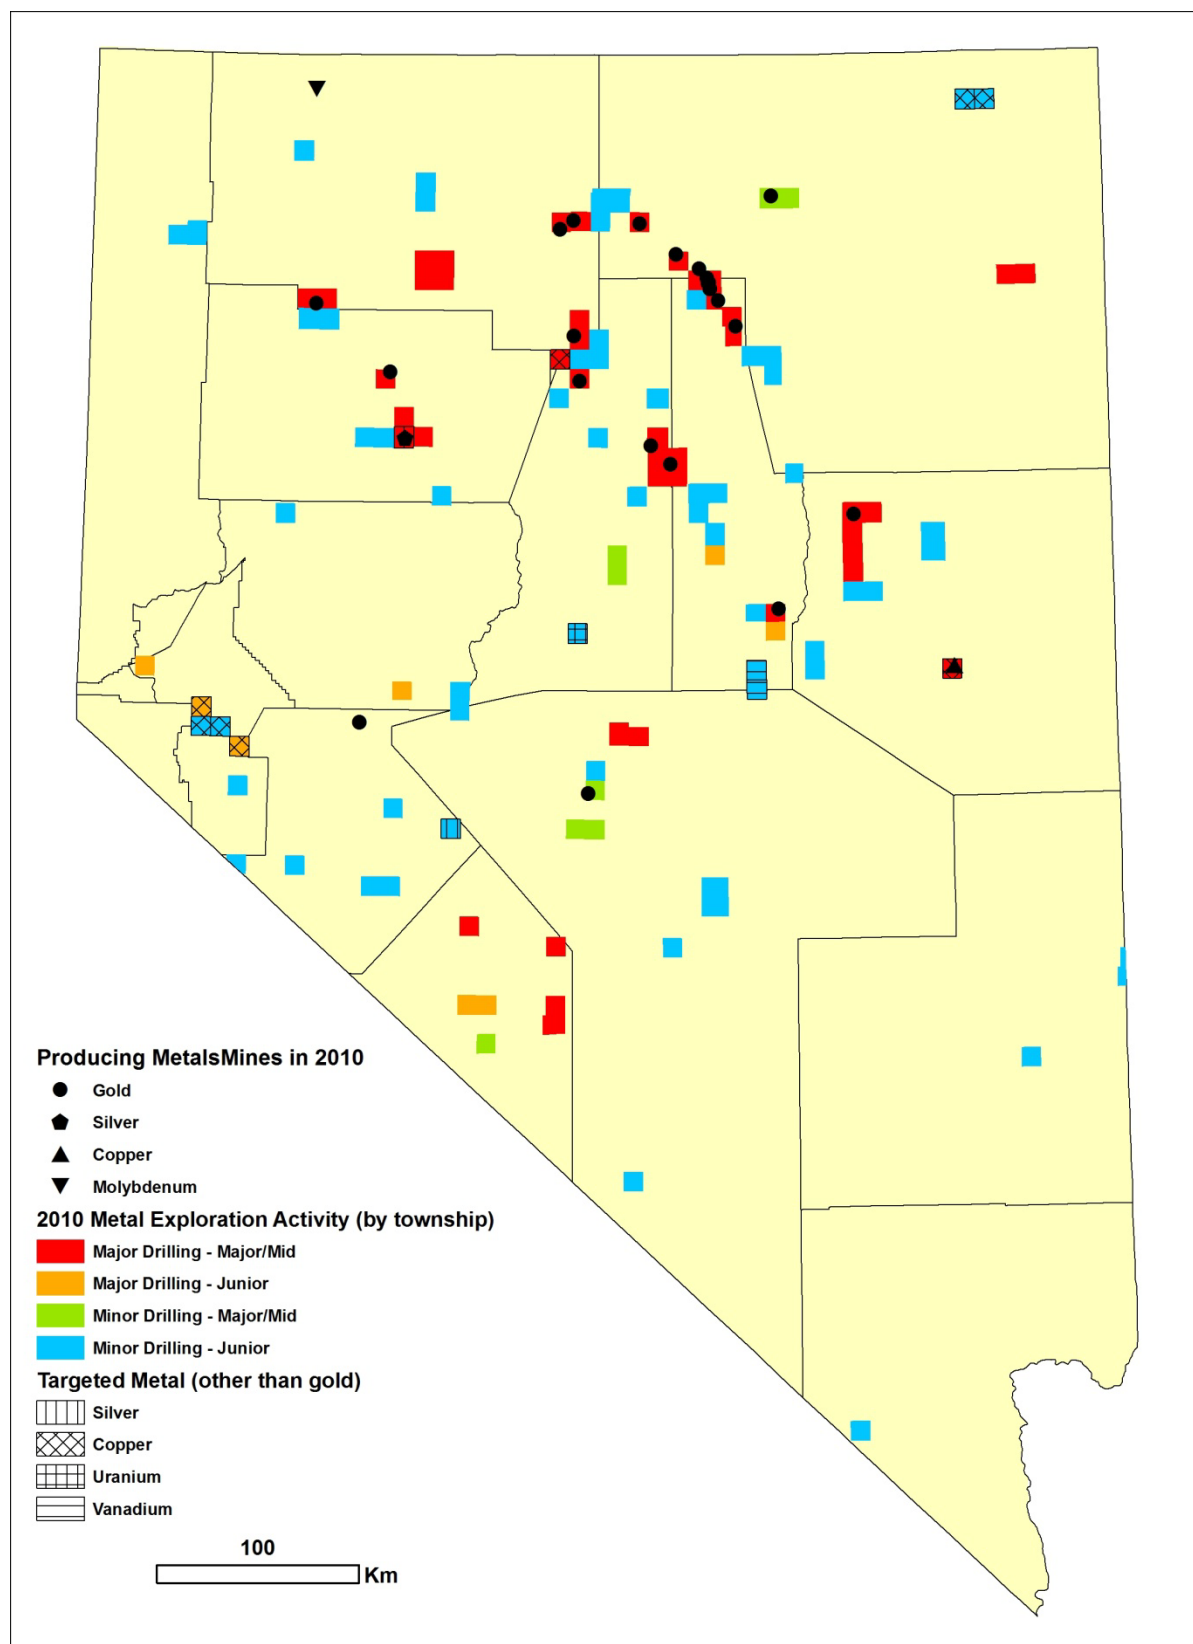 Producing MetalsMines in 2010
Gold
Silver
Copper
Molybdenum
2010 Metal Exploration Activity (by township)
Major Drilling - Major/Mid
Major Drilling - Junior
Minor Drilling - Major/Mid
Minor Drilling - Junior
Targeted Metal (other than gold)
Silver
Copper
Uranium
Vanadium
100
Km